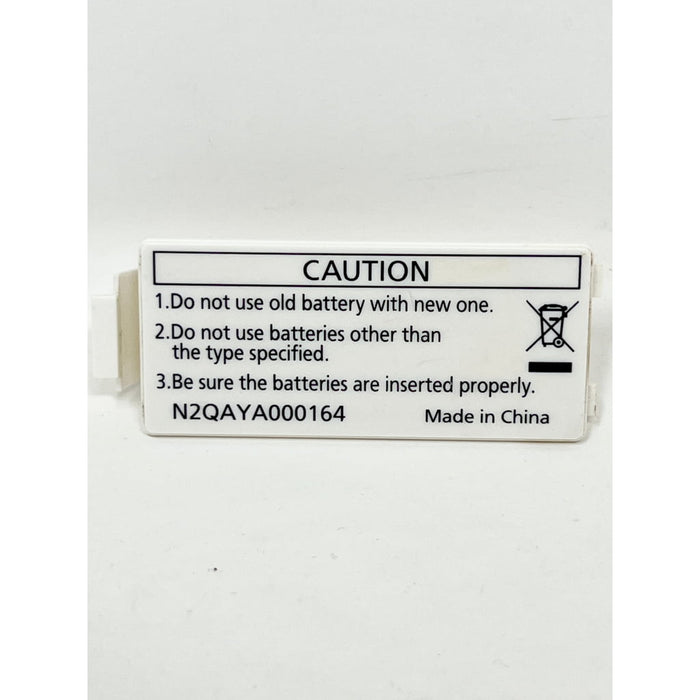 CAUTION
1.Do not use old battery with new one.
2.Do not use batteries other than
the type specified.
3.Be sure the batteries are inserted properly.
N2QAYA000164
Made in China